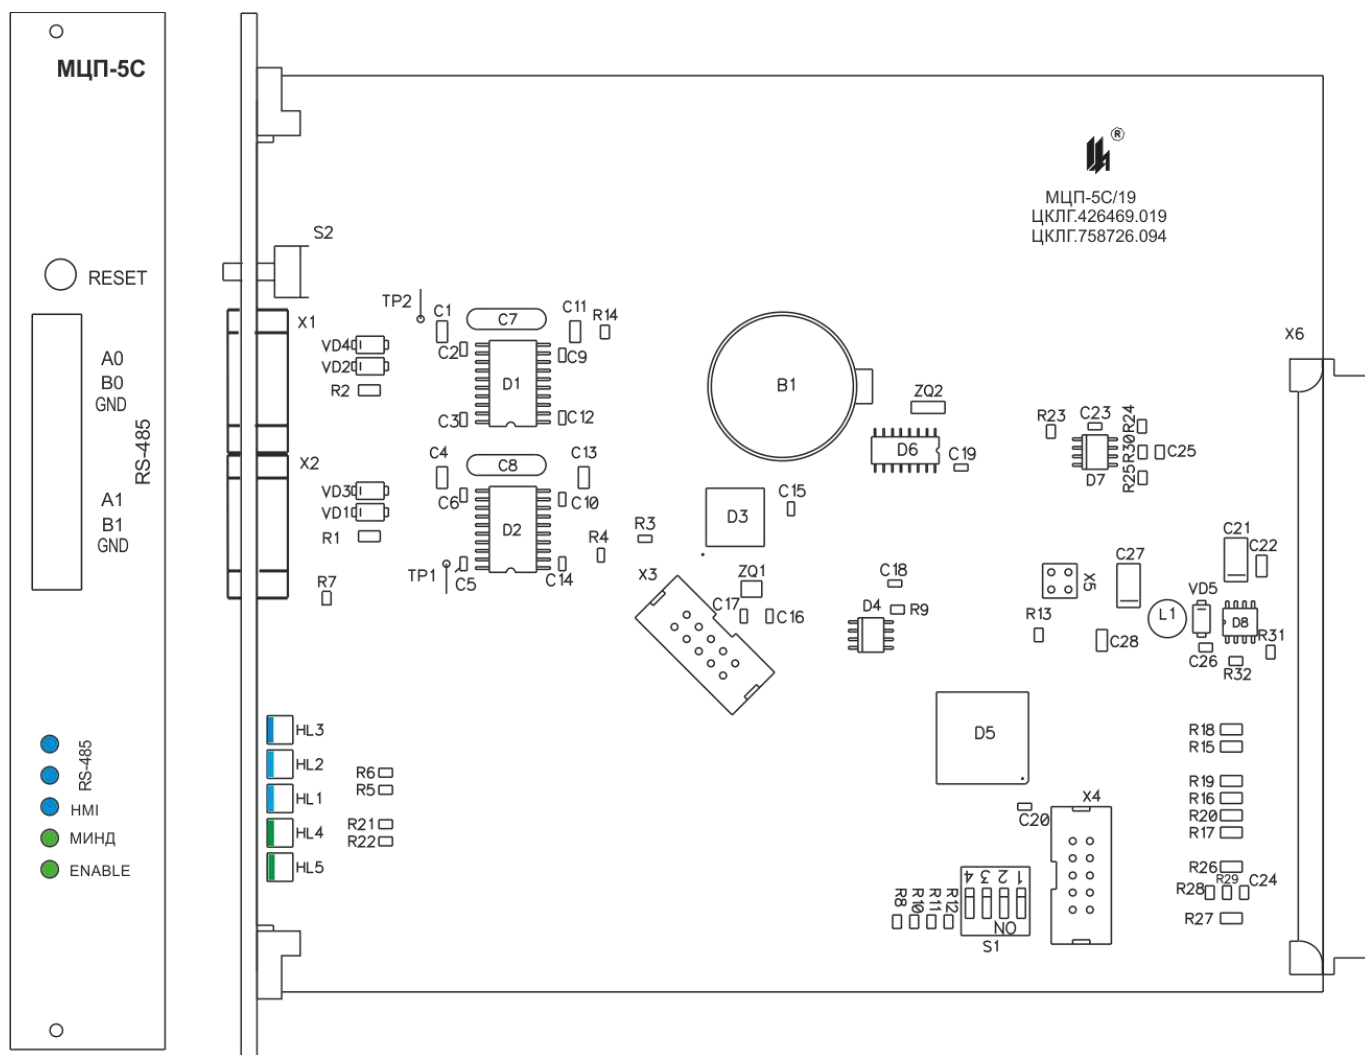 МЦП-5С
RESET
A0
B0
GND
RS-485
A1
B1
GND
RS-485
HMI
МИНД
ENABLE
®
МЦП-5С/19
ЦКЛГ.426469.019
ЦКЛГ.758726.094
S2
X1
TP2
C1
C7
C11
R14
VD4
VD2
R2
C2
D1
C9
C3
C12
X2
C4
C8
C13
VD3
VD1
R1
C6
D2
C10
TP1
C5
C14
R4
R3
R7
B1
ZQ2
D6
C19
D3
C15
X3
ZQ1
C17
C16
C18
D4
R9
R23
C23
R24
R30
R25
D7
C25
X6
C21
C22
C27
X5
VD5
L1
D8
R13
C28
C26
R32
R31
HL3
HL2
HL1
HL4
HL5
R6
R5
R21
R22
D5
C20
X4
R18
R15
R19
R16
R20
R17
R26
R28
R29
C24
R27
R8
R10
R11
R12
1 2 3 4
ON
S1